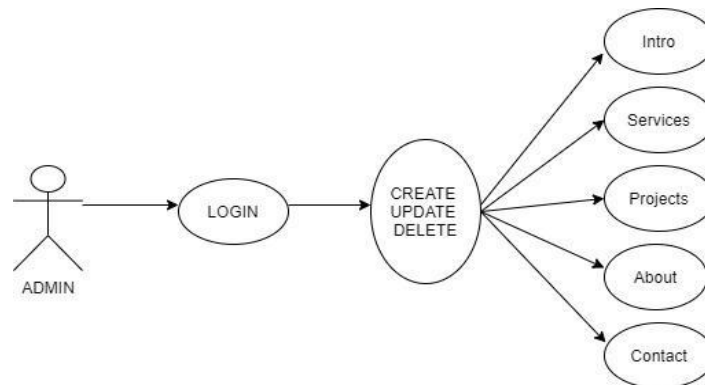 Intro
Services
CREATE
UPDATE
DELETE
LOGIN
Projects
ADMIN
About
Contact